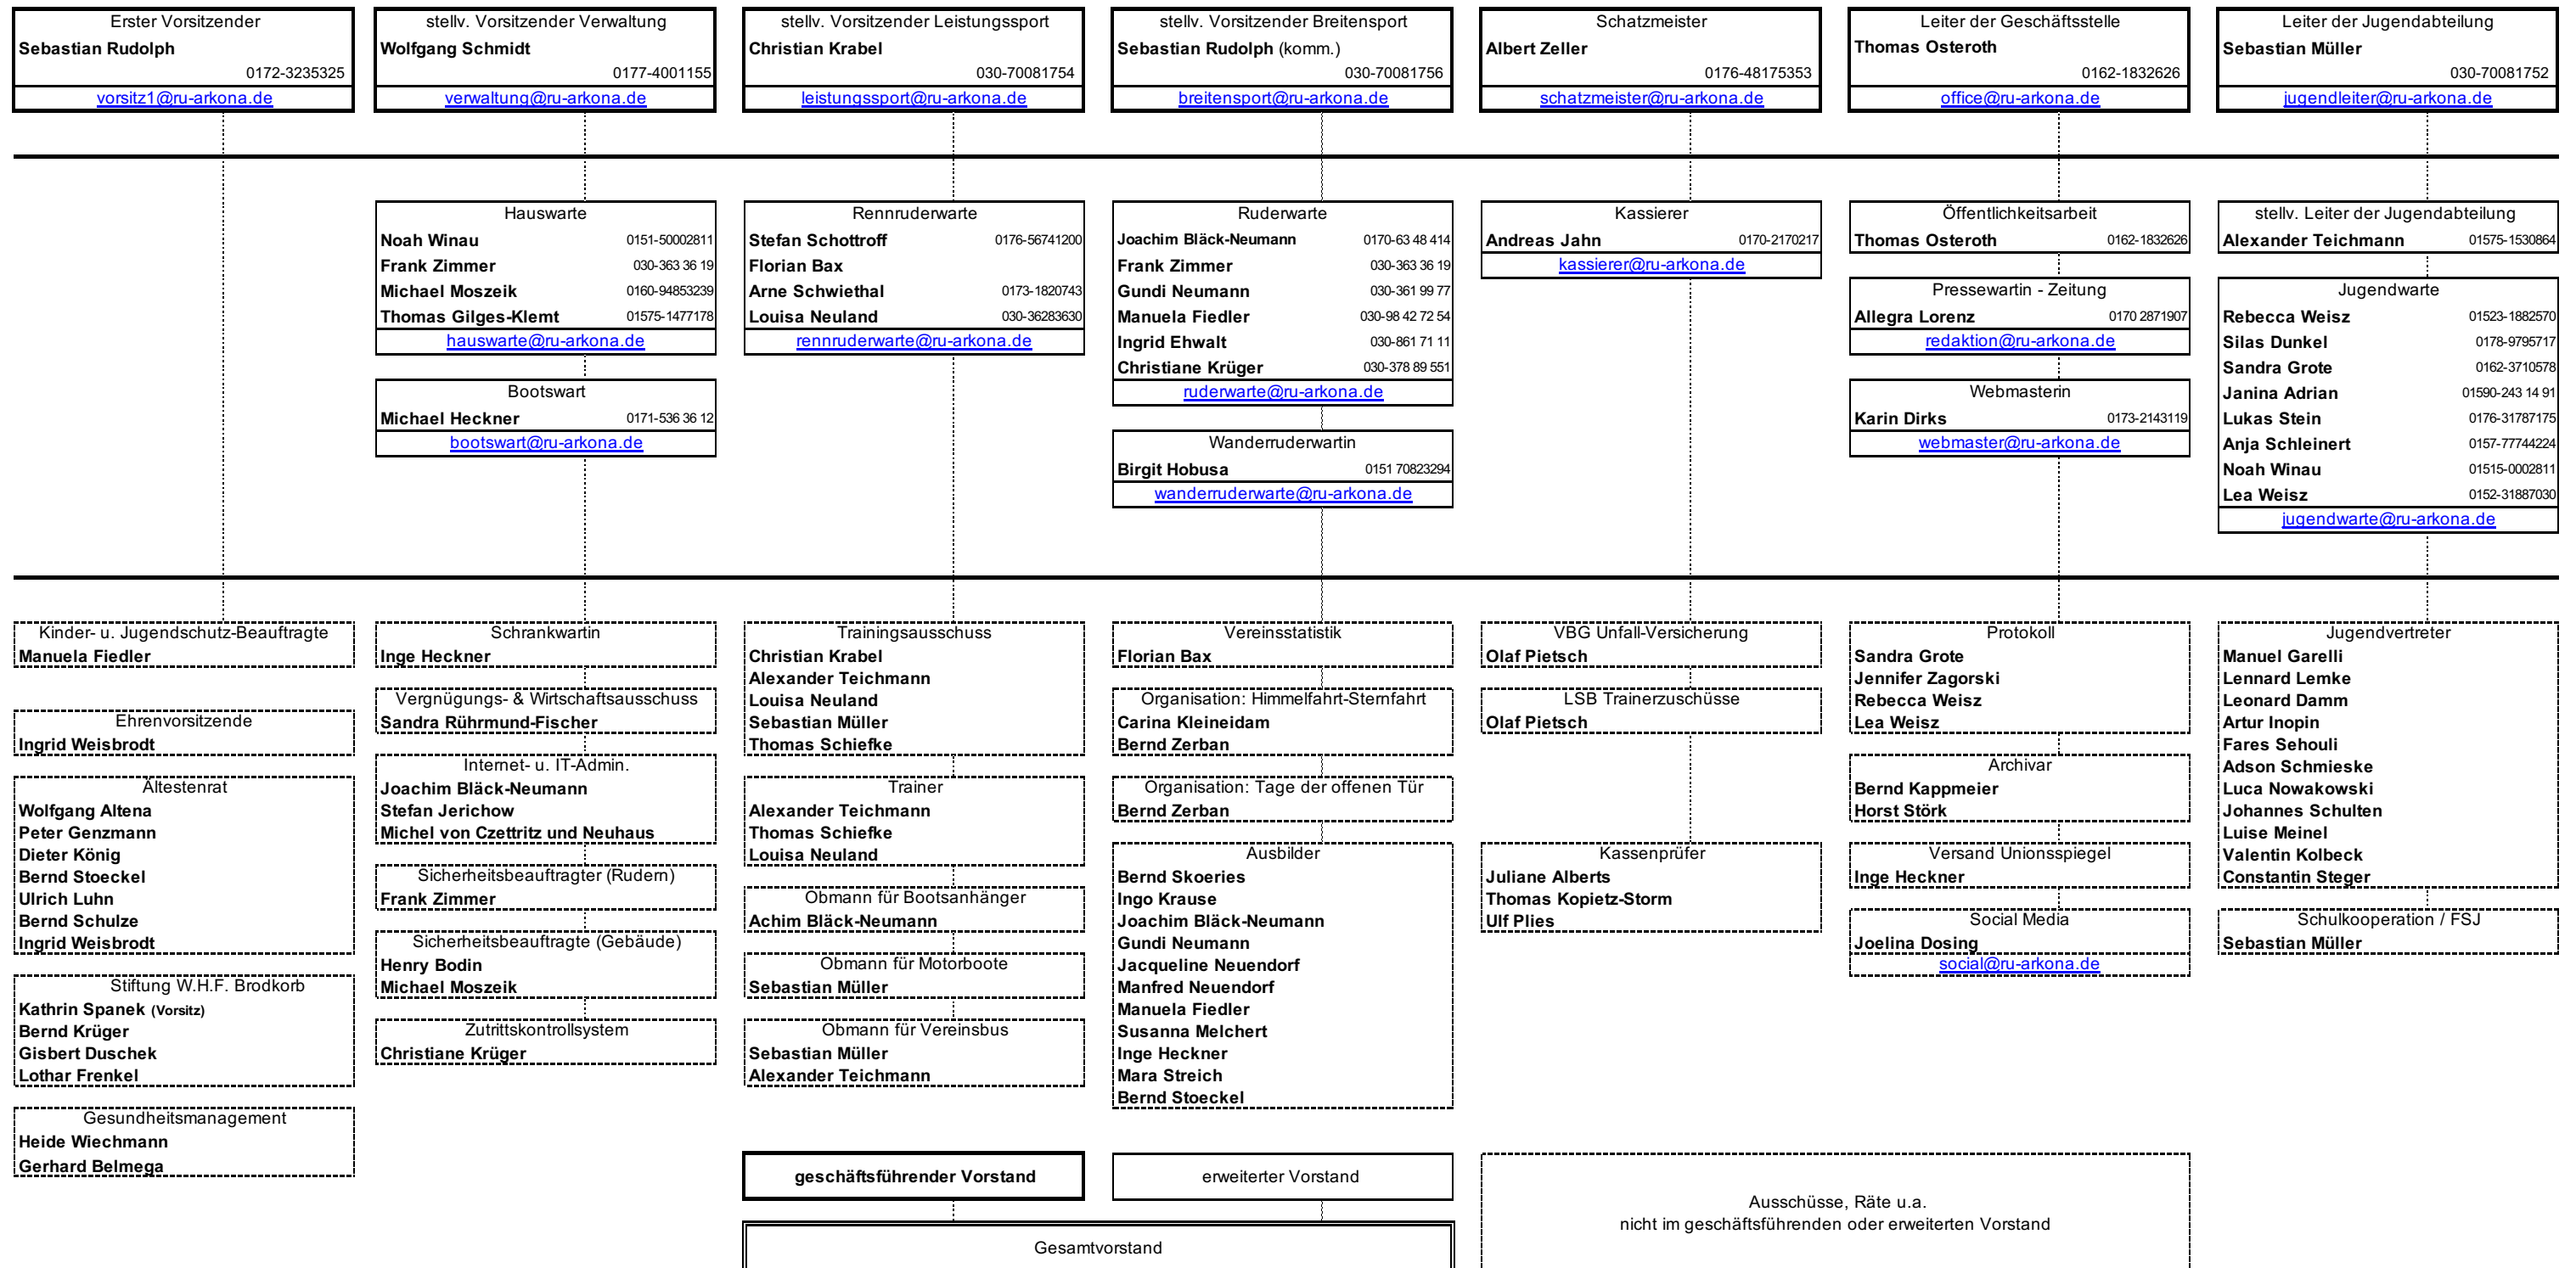 Erster Vorsitzender
Sebastian Rudolph
0172-3235325
vorsitz1@ru-arkona.de
stellv. Vorsitzender Verwaltung
Wolfgang Schmidt
0177-4001155
verwaltung@ru-arkona.de
stellv. Vorsitzender Leistungssport
Christian Krabel
030-70081754
leistungssport@ru-arkona.de
stellv. Vorsitzender Breitensport
Sebastian Rudolph (komm.)
030-70081756
breitensport@ru-arkona.de
Schatzmeister
Albert Zeller
0176-48175353
schatzmeister@ru-arkona.de
Leiter der Geschäftsstelle
Thomas Osteroth
0162-1832626
office@ru-arkona.de
Leiter der Jugendabteilung
Sebastian Müller
030-70081752
jugendleiter@ru-arkona.de
Hauswarte
Noah Winau 0151-50002811
Frank Zimmer 030-363 36 19
Michael Moszeik 0160-94853239
Thomas Gilges-Klemt 01575-1477178
hauswarte@ru-arkona.de
Bootswart
Michael Heckner 0171-536 36 12
bootswart@ru-arkona.de
Rennruderwarte
Stefan Schottroff 0176-56741200
Florian Bax
Arne Schwiethal 0173-1820743
Louisa Neuland 030-36283630
rennruderwarte@ru-arkona.de
Ruderwarte
Joachim Bläck-Neumann 0170-63 48 414
Frank Zimmer 030-363 36 19
Gundi Neumann 030-361 99 77
Manuela Fiedler 030-98 42 72 54
Ingrid Ehwalt 030-861 71 11
Christiane Krüger 030-378 89 551
ruderwarte@ru-arkona.de
Wanderruderwartin
Birgit Hobusa 0151 70823294
wanderruderwarte@ru-arkona.de
Kassierer
Andreas Jahn 0170-2170217
kassierer@ru-arkona.de
Öffentlichkeitsarbeit
Thomas Osteroth 0162-1832626
Pressewartin - Zeitung
Allegra Lorenz 0170 2871907
redaktion@ru-arkona.de
Webmasterin
Karin Dirks 0173-2143119
webmaster@ru-arkona.de
stellv. Leiter der Jugendabteilung
Alexander Teichmann 01575-1530864
Jugendwarte
Rebecca Weisz 01523-1882570
Silas Dunkel 0178-9795717
Sandra Grote 0162-3710578
Janina Adrian 01590-243 14 91
Lukas Stein 0176-31787175
Anja Schleinert 0157-77744224
Noah Winau 01515-0002811
Lea Weisz 0152-31887030
jugendwarte@ru-arkona.de
Kinder- u. Jugendschutz-Beauftragte
Manuela Fiedler
Ehrenvorsitzende
Ingrid Weisbrodt
Ältestenrat
Wolfgang Altena
Peter Genzmann
Dieter König
Bernd Stoeckel
Ulrich Luhn
Bernd Schulze
Ingrid Weisbrodt
Stiftung W.H.F. Brodkorb
Kathrin Spanek (Vorsitz)
Bernd Krüger
Gisbert Duschek
Lothar Frenkel
Gesundheitsmanagement
Heide Wiechmann
Gerhard Belmega
Schrankwartin
Inge Heckner
Vergnügungs- & Wirtschaftsausschuss
Sandra Rührmund-Fischer
Internet- u. IT-Admin.
Joachim Bläck-Neumann
Stefan Jerichow
Michel von Czettritz und Neuhaus
Sicherheitsbeauftragter (Rudern)
Frank Zimmer
Sicherheitsbeauftragte (Gebäude)
Henry Bodin
Michael Moszeik
Zutrittskontrollsystem
Christiane Krüger
Trainingsausschuss
Christian Krabel
Alexander Teichmann
Louisa Neuland
Sebastian Müller
Thomas Schiefke
Trainer
Alexander Teichmann
Thomas Schiefke
Louisa Neuland
Obmann für Bootsanhänger
Achim Bläck-Neumann
Obmann für Motorboote
Sebastian Müller
Obmann für Vereinsbus
Sebastian Müller
Alexander Teichmann
Vereinsstatistik
Florian Bax
Organisation: Himmelfahrt-Sternfahrt
Carina Kleineidam
Bernd Zerban
Organisation: Tage der offenen Tür
Bernd Zerban
Ausbilder
Bernd Skoeries
Ingo Krause
Joachim Bläck-Neumann
Gundi Neumann
Jacqueline Neuendorf
Manfred Neuendorf
Manuela Fiedler
Susanna Melchert
Inge Heckner
Mara Streich
Bernd Stoeckel
VBG Unfall-Versicherung
Olaf Pietsch
LSB Trainerzuschüsse
Olaf Pietsch
Kassenprüfer
Juliane Alberts
Thomas Kopietz-Storm
Ulf Plies
Protokoll
Sandra Grote
Jennifer Zagorski
Rebecca Weisz
Lea Weisz
Archivar
Bernd Kappmeier
Horst Störk
Versand Unionsspiegel
Inge Heckner
Social Media
Joelina Dosing
social@ru-arkona.de
Jugendvertreter
Manuel Garelli
Lennard Lemke
Leonard Damm
Artur Inopin
Fares Sehouli
Adson Schmieske
Luca Nowakowski
Johannes Schulten
Luise Meinel
Valentin Kolbeck
Constantin Steger
Schulkooperation / FSJ
Sebastian Müller
geschäftsführender Vorstand
erweiterter Vorstand
Gesamtvorstand
Ausschüsse, Räte u.a.
nicht im geschäftsführenden oder erweiterten Vorstand